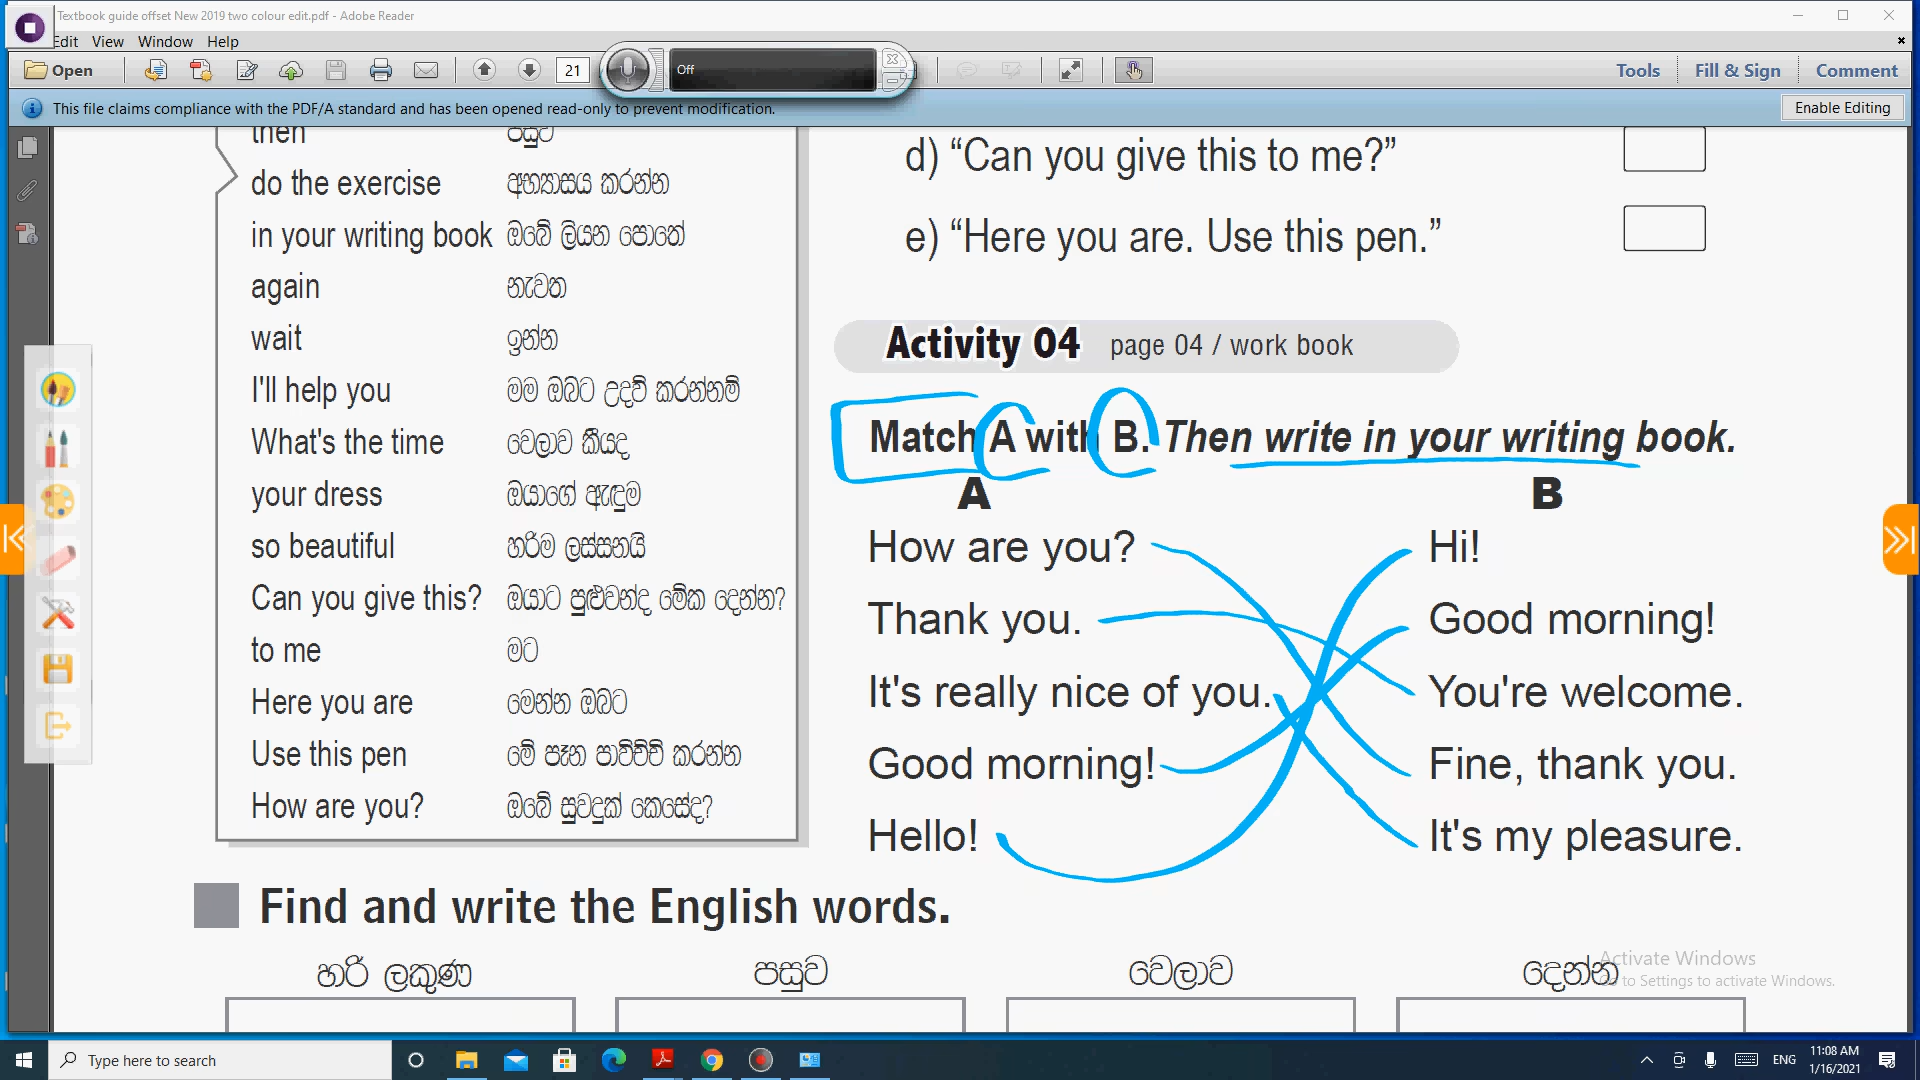 Textbook guide offset New 2019 two colour edit.pdf - Adobe Reader
Edit View Window Help
Open 21 Off Tools Fill & Sign Comment
This file claims compliance with the PDF/A standard and has been opened read-only to prevent modification. Enable Editing
then පසුව
do the exercise අභ්‍යාසය කරන්න
in your writing book ඔබේ ලියන පොතේ
again නැවත
wait ඉන්න
I'll help you මම ඔබට උදව් කරන්නම්
What's the time වෙලාව කීයද
your dress ඔයාගේ ඇඳුම
so beautiful හරිම ලස්සනයි
Can you give this? ඔයාට පුළුවන්ද මේක දෙන්න?
to me මට
Here you are මෙන්න ඔබට
Use this pen මේ පෑන පාවිච්චි කරන්න
How are you? ඔබේ සුවදුක් කෙසේද?
d) “Can you give this to me?”
e) “Here you are. Use this pen.”
Activity 04 page 04 / work book
Match A with B. Then write in your writing book.
A B
How are you? Hi!
Thank you. Good morning!
It's really nice of you. You're welcome.
Good morning! Fine, thank you.
Hello! It's my pleasure.
Find and write the English words.
හරි ලකුණ පසුව වෙලාව දෙන්න
Activate Windows
Go to Settings to activate Windows.
Type here to search ENG 11:08 AM
1/16/2021